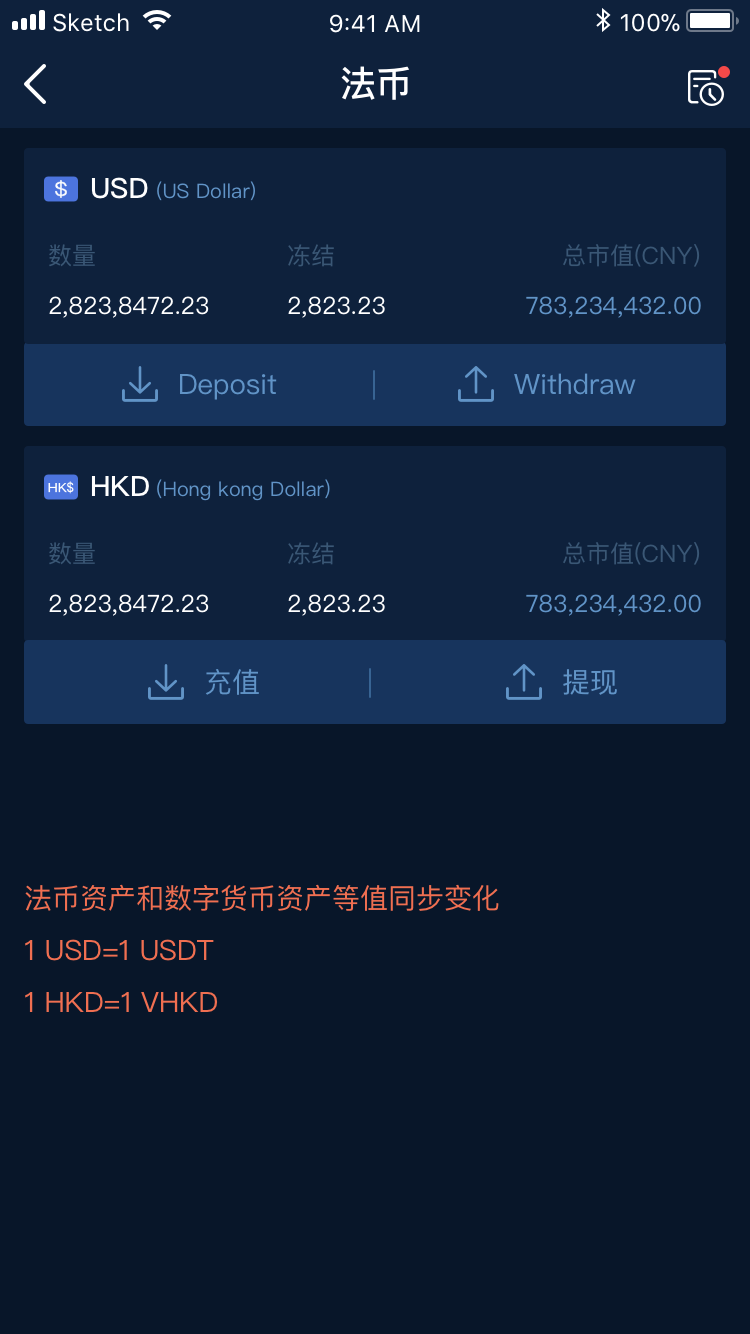 Sketch 9:41 AM 100%
法币
$ USD (US Dollar)
数量 冻结 总市值(CNY)
2,823,8472.23 2,823.23 783,234,432.00
Deposit Withdraw
HK$ HKD (Hong kong Dollar)
数量 冻结 总市值(CNY)
2,823,8472.23 2,823.23 783,234,432.00
充值 提现
法币资产和数字货币资产等值同步变化
1 USD=1 USDT
1 HKD=1 VHKD